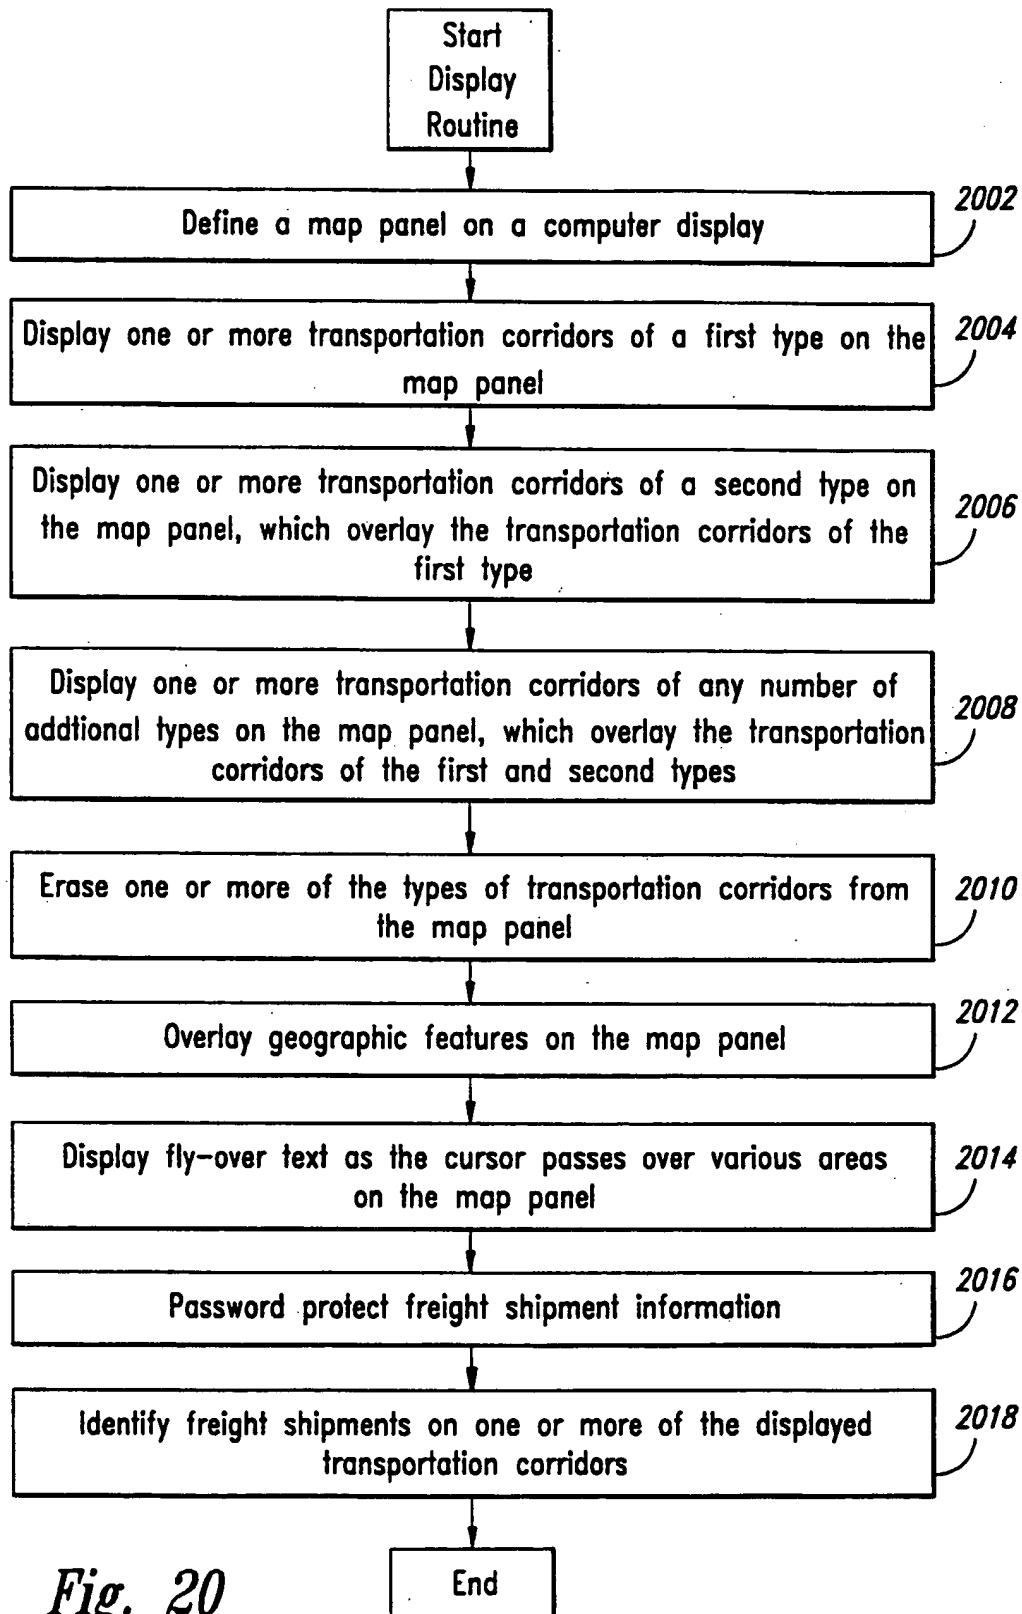 Start
Display
Routine
2002
Define a map panel on a computer display
2004
Display one or more transportation corridors of a first type on the
map panel
2006
Display one or more transportation corridors of a second type on
the map panel, which overlay the transportation corridors of the
first type
2008
Display one or more transportation corridors of any number of
addtional types on the map panel, which overlay the transportation
corridors of the first and second types
2010
Erase one or more of the types of transportation corridors from
the map panel
2012
Overlay geographic features on the map panel
2014
Display fly-over text as the cursor passes over various areas
on the map panel
2016
Password protect freight shipment information
2018
Identify freight shipments on one or more of the displayed
transportation corridors
End
Fig. 20